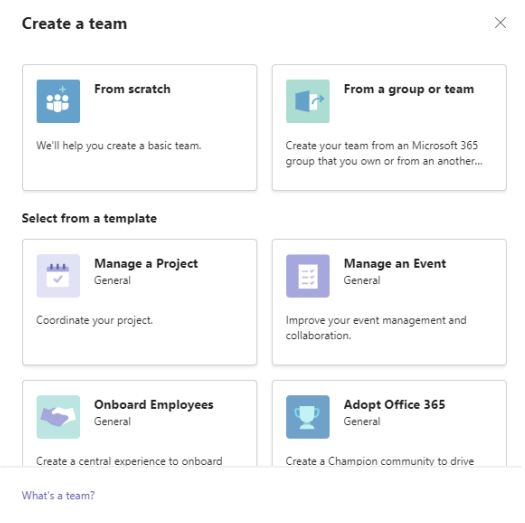 Create a team
From scratch
We'll help you create a basic team.
From a group or team
Create your team from an Microsoft 365
group that you own or from an another...
Select from a template
Manage a Project
General
Coordinate your project.
Manage an Event
General
Improve your event management and
collaboration.
Onboard Employees
General
Create a central experience to onboard
Adopt Office 365
General
Create a Champion community to drive
What's a team?